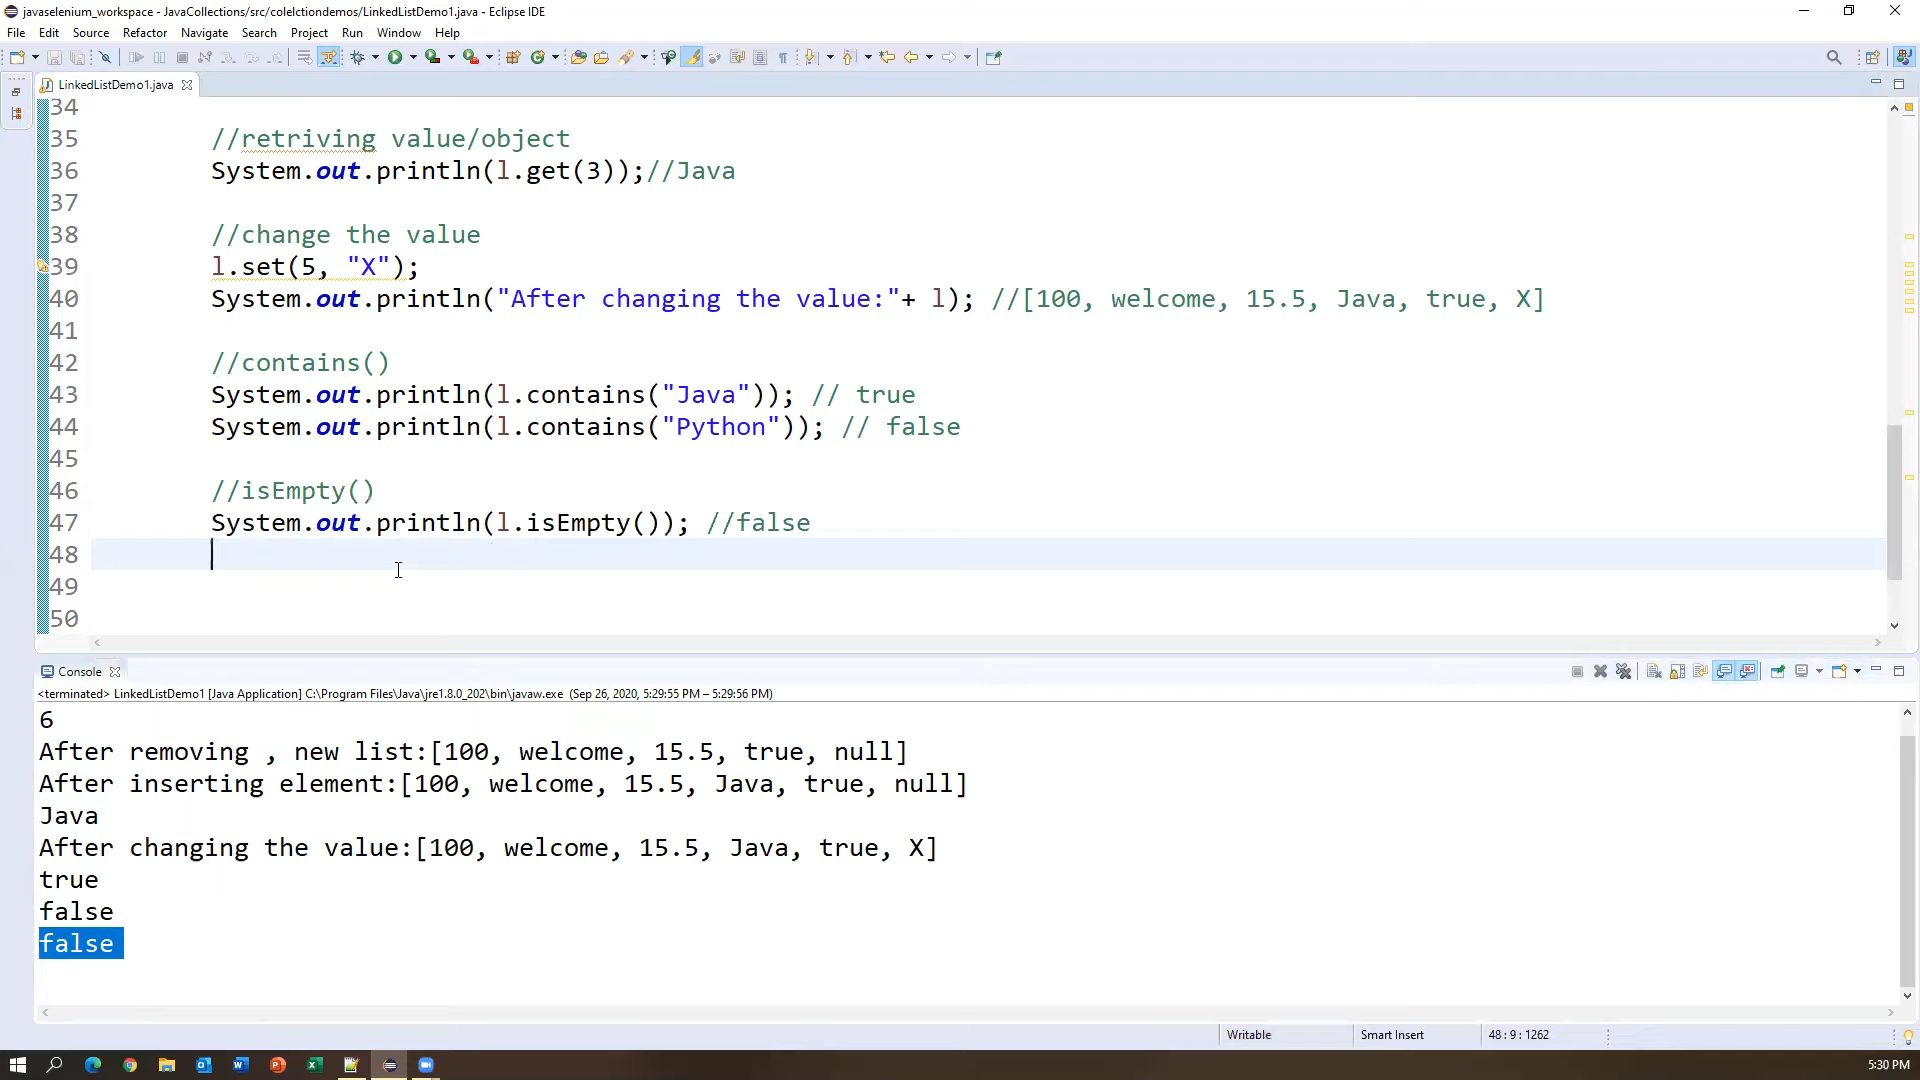 javaselenium_workspace - JavaCollections/src/colelctiondemos/LinkedListDemo1.java - Eclipse IDE
File Edit Source Refactor Navigate Search Project Run Window Help
LinkedListDemo1.java
34
35 //retriving value/object
36 System.out.println(l.get(3));//Java
37
38 //change the value
39 l.set(5, "X");
40 System.out.println("After changing the value:"+ l); //[100, welcome, 15.5, Java, true, X]
41
42 //contains()
43 System.out.println(l.contains("Java")); // true
44 System.out.println(l.contains("Python")); // false
45
46 //isEmpty()
47 System.out.println(l.isEmpty()); //false
48
49
50
Console
<terminated> LinkedListDemo1 [Java Application] C:\Program Files\Java\jre1.8.0_202\bin\javaw.exe (Sep 26, 2020, 5:29:55 PM – 5:29:56 PM)
6
After removing , new list:[100, welcome, 15.5, true, null]
After inserting element:[100, welcome, 15.5, Java, true, null]
Java
After changing the value:[100, welcome, 15.5, Java, true, X]
true
false
false
Writable Smart Insert 48 : 9 : 1262
5:30 PM